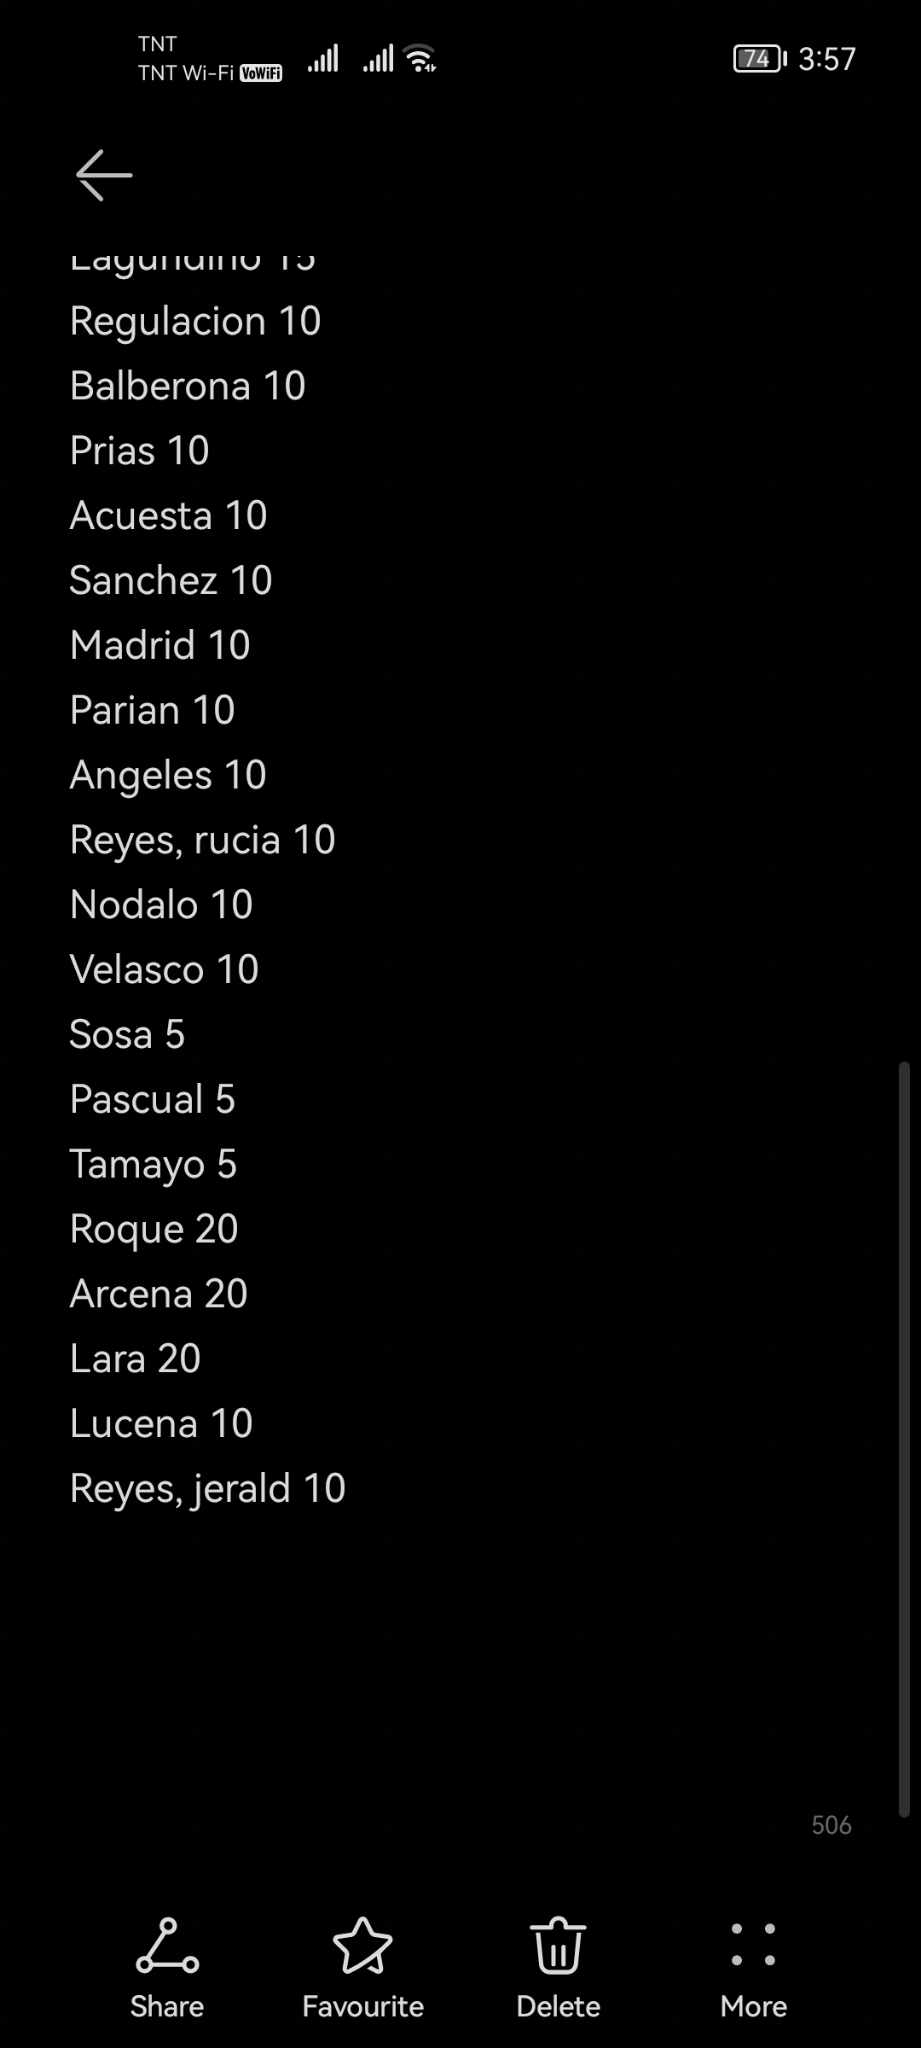 TNT
TNT Wi-Fi VoWiFi
74 3:57
Lagundino 15
Regulacion 10
Balberona 10
Prias 10
Acuesta 10
Sanchez 10
Madrid 10
Parian 10
Angeles 10
Reyes, rucia 10
Nodalo 10
Velasco 10
Sosa 5
Pascual 5
Tamayo 5
Roque 20
Arcena 20
Lara 20
Lucena 10
Reyes, jerald 10
506
Share Favourite Delete More